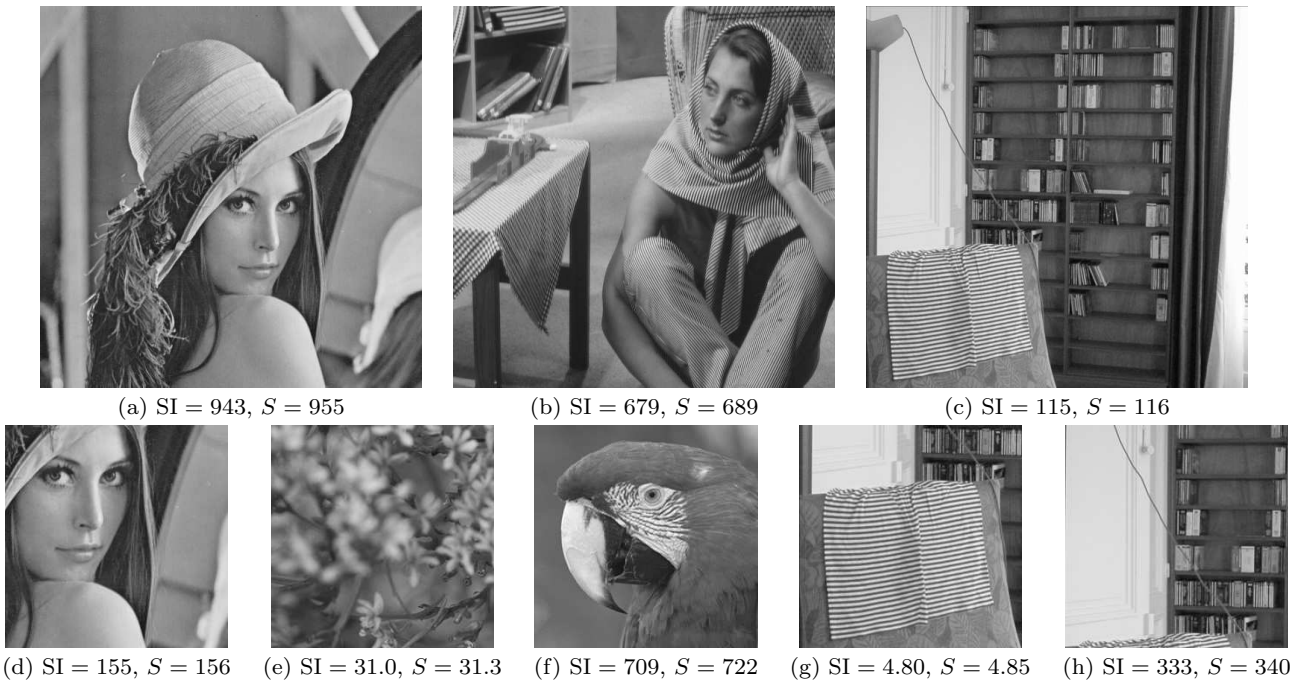 (a) SI = 943, S = 955
(b) SI = 679, S = 689
(c) SI = 115, S = 116
(d) SI = 155, S = 156
(e) SI = 31.0, S = 31.3
(f) SI = 709, S = 722
(g) SI = 4.80, S = 4.85
(h) SI = 333, S = 340